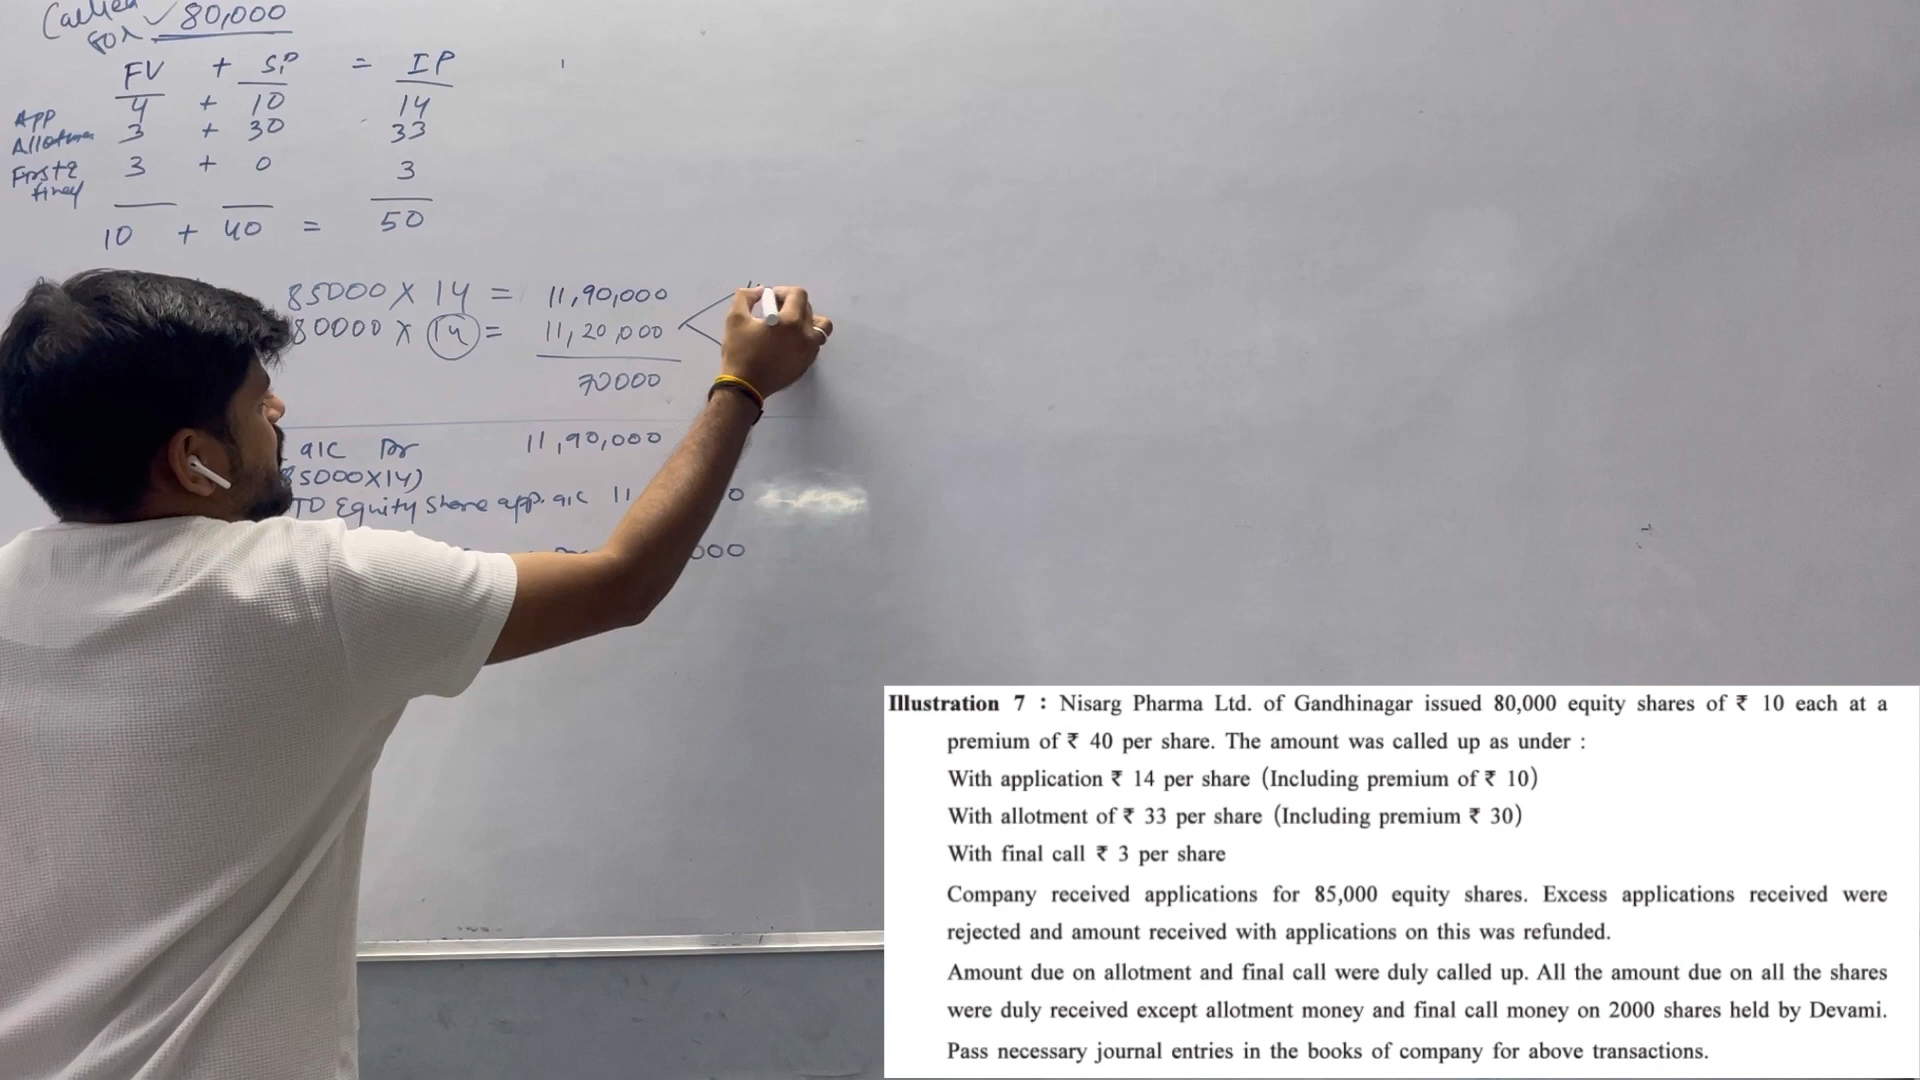 Called ✓ 80,000
for
FV + SP = IP
App 4 + 10 14
Allotmen 3 + 30 33
First & 3 + 0 3
final
10 + 40 = 50
85000 X 14 = 11,90,000
80000 X 14 = 11,20,000
70000
a/c Dr 11,90,000
85000X14)
TO Equity Share app. a/c 11
000
Illustration 7 : Nisarg Pharma Ltd. of Gandhinagar issued 80,000 equity shares of ₹ 10 each at a
premium of ₹ 40 per share. The amount was called up as under :
With application ₹ 14 per share (Including premium of ₹ 10)
With allotment of ₹ 33 per share (Including premium ₹ 30)
With final call ₹ 3 per share
Company received applications for 85,000 equity shares. Excess applications received were
rejected and amount received with applications on this was refunded.
Amount due on allotment and final call were duly called up. All the amount due on all the shares
were duly received except allotment money and final call money on 2000 shares held by Devami.
Pass necessary journal entries in the books of company for above transactions.